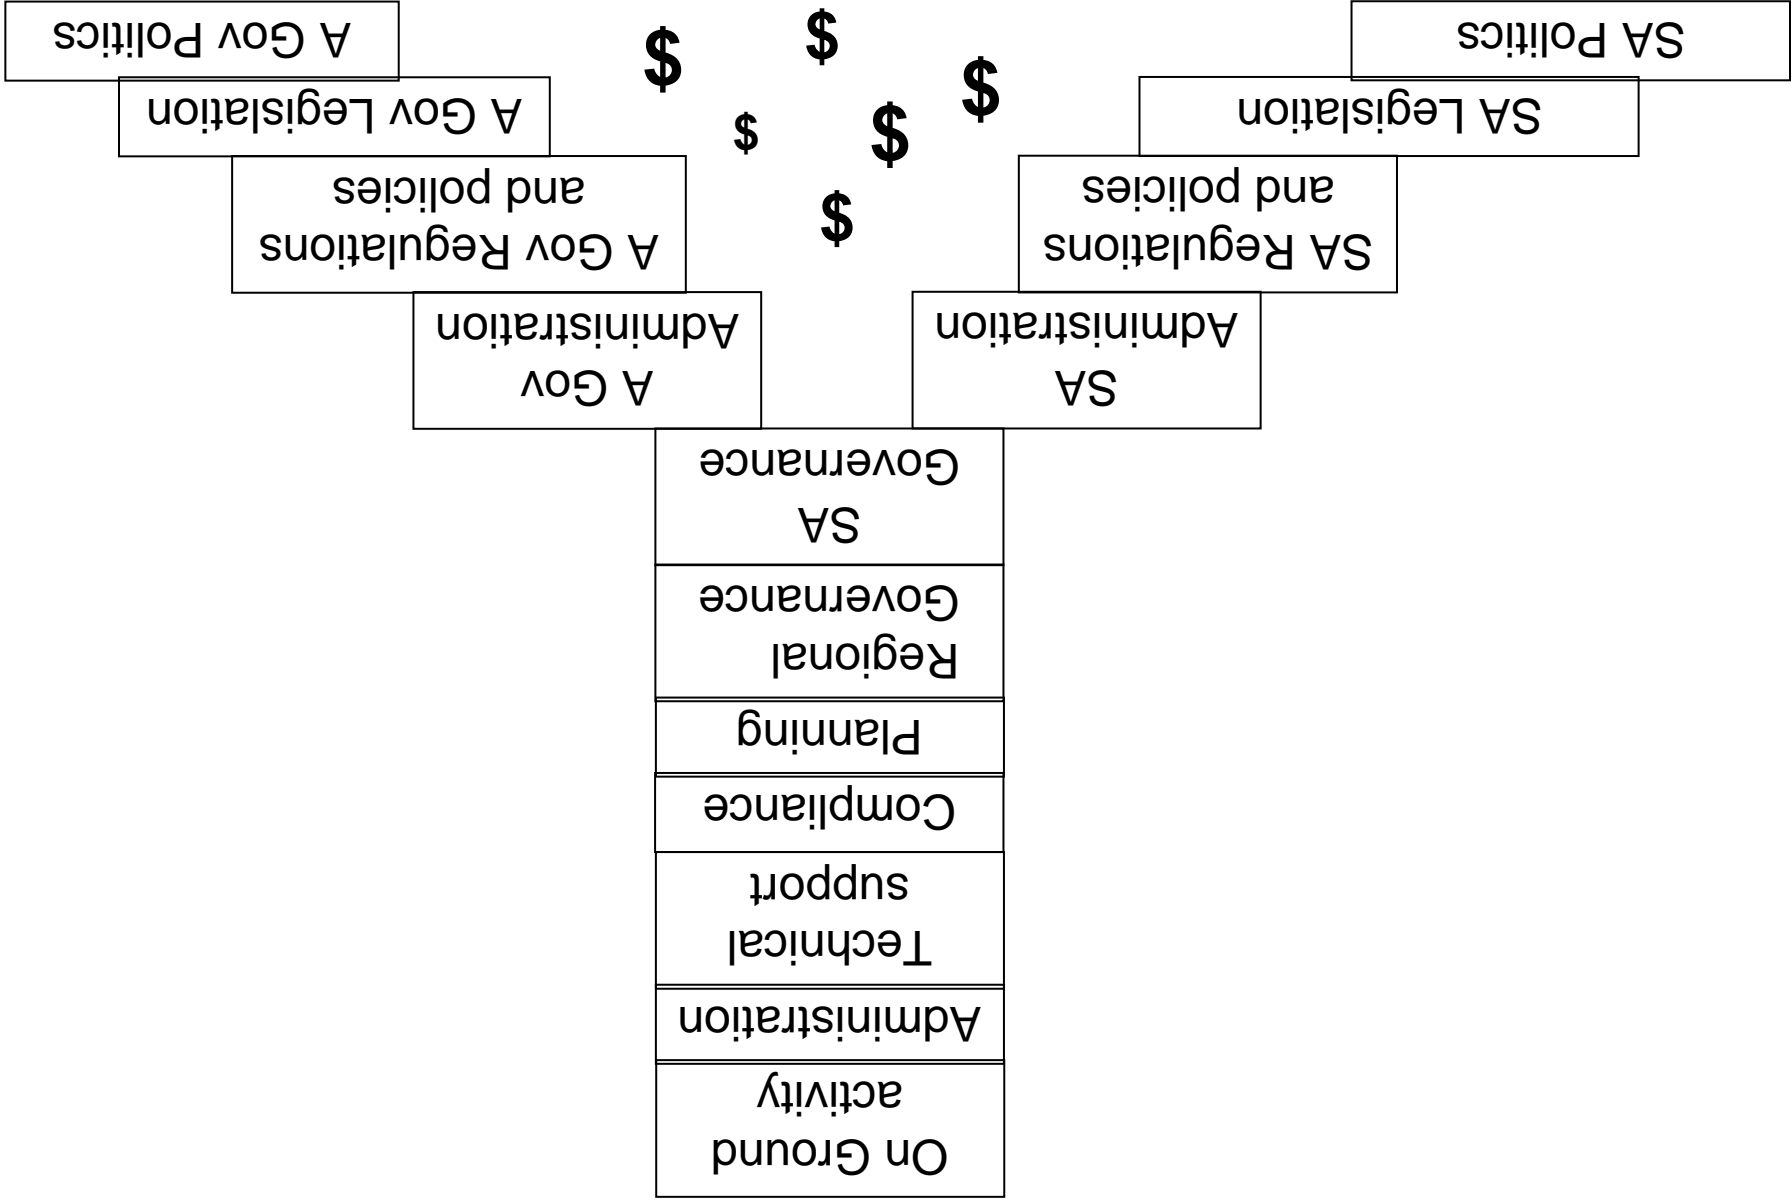 On Ground
activity
Administration
Technical
support
Compliance
Planning
Regional
Governance
SA
Governance
SA
Administration
A Gov
Administration
SA Regulations
and policies
A Gov Regulations
and policies
$
$
$
$
$
$
SA Legislation
A Gov Legislation
SA Politics
A Gov Politics